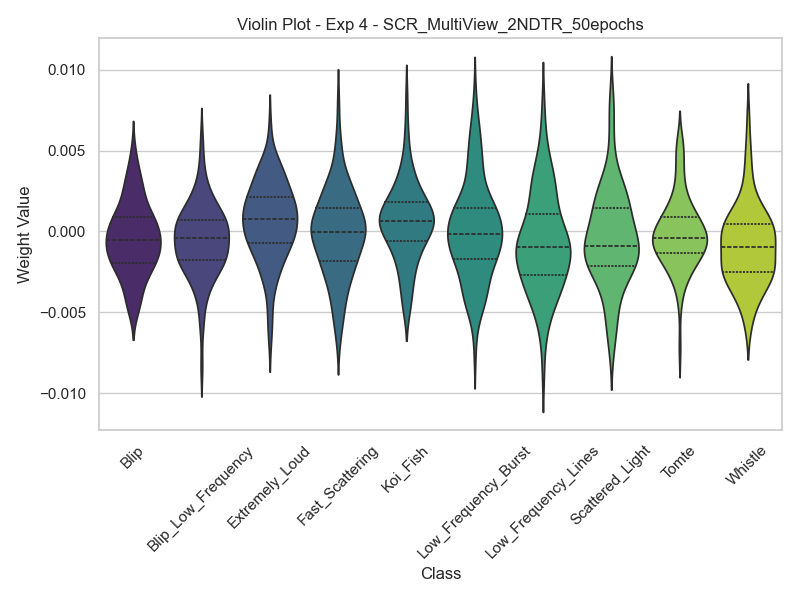 Violin Plot - Exp 4 - SCR_MultiView_2NDTR_50epochs
Weight Value
0.010
0.005
0.000
−0.005
−0.010
Blip
Blip_Low_Frequency
Extremely_Loud
Fast_Scattering
Koi_Fish
Low_Frequency_Burst
Low_Frequency_Lines
Scattered_Light
Tomte
Whistle
Class